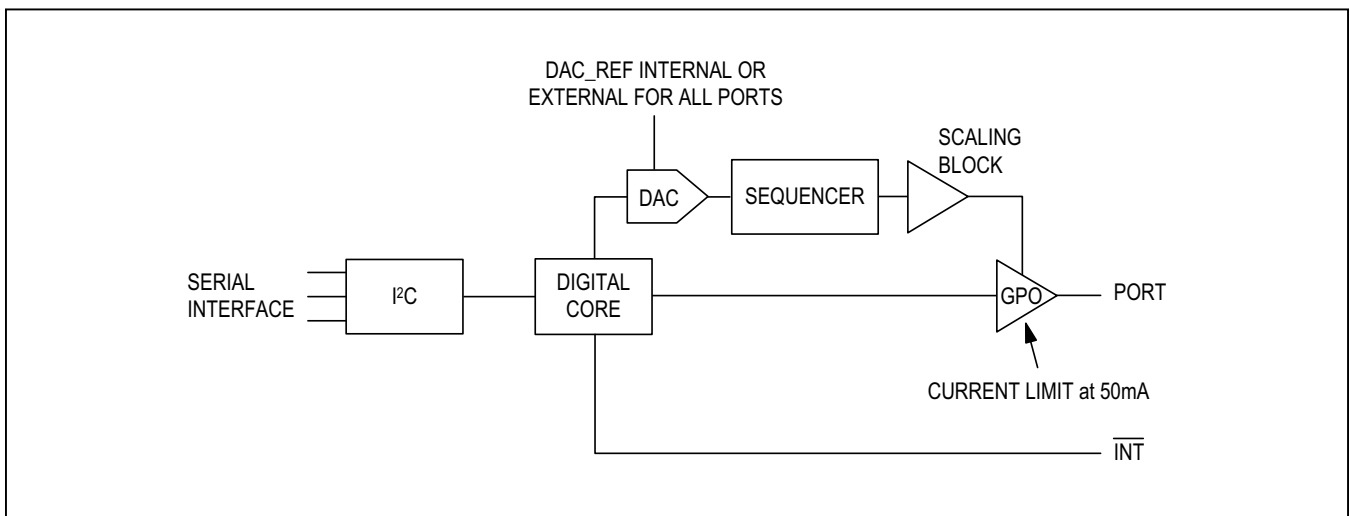 DAC_REF INTERNAL OR
EXTERNAL FOR ALL PORTS
SCALING
BLOCK
DAC
SEQUENCER
SERIAL
INTERFACE
I²C
DIGITAL
CORE
GPO
PORT
CURRENT LIMIT at 50mA
INT